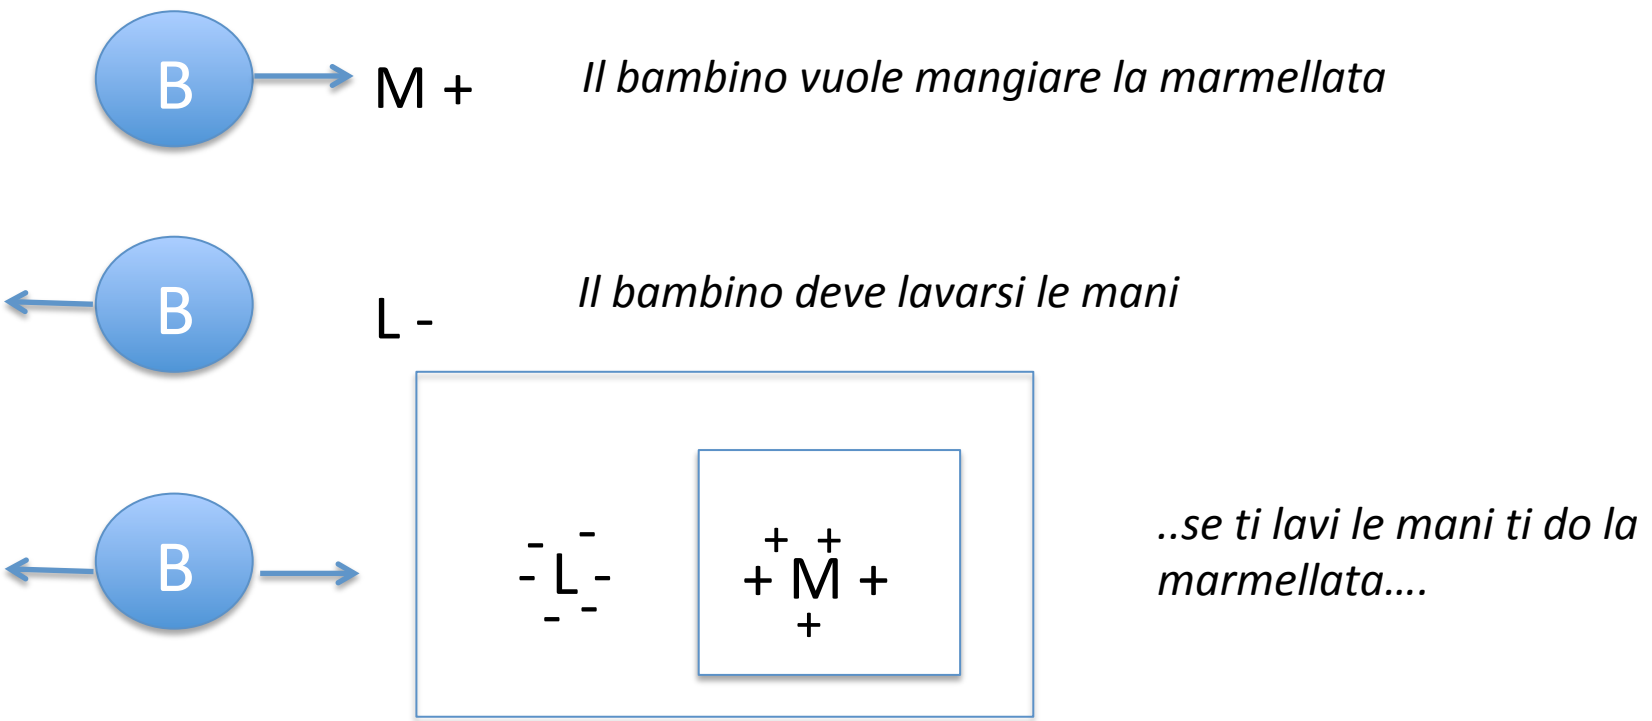 B
M +
Il bambino vuole mangiare la marmellata
B
L -
Il bambino deve lavarsi le mani
B
- -
- L -
- -
+ +
+ M +
+
..se ti lavi le mani ti do la
marmellata....